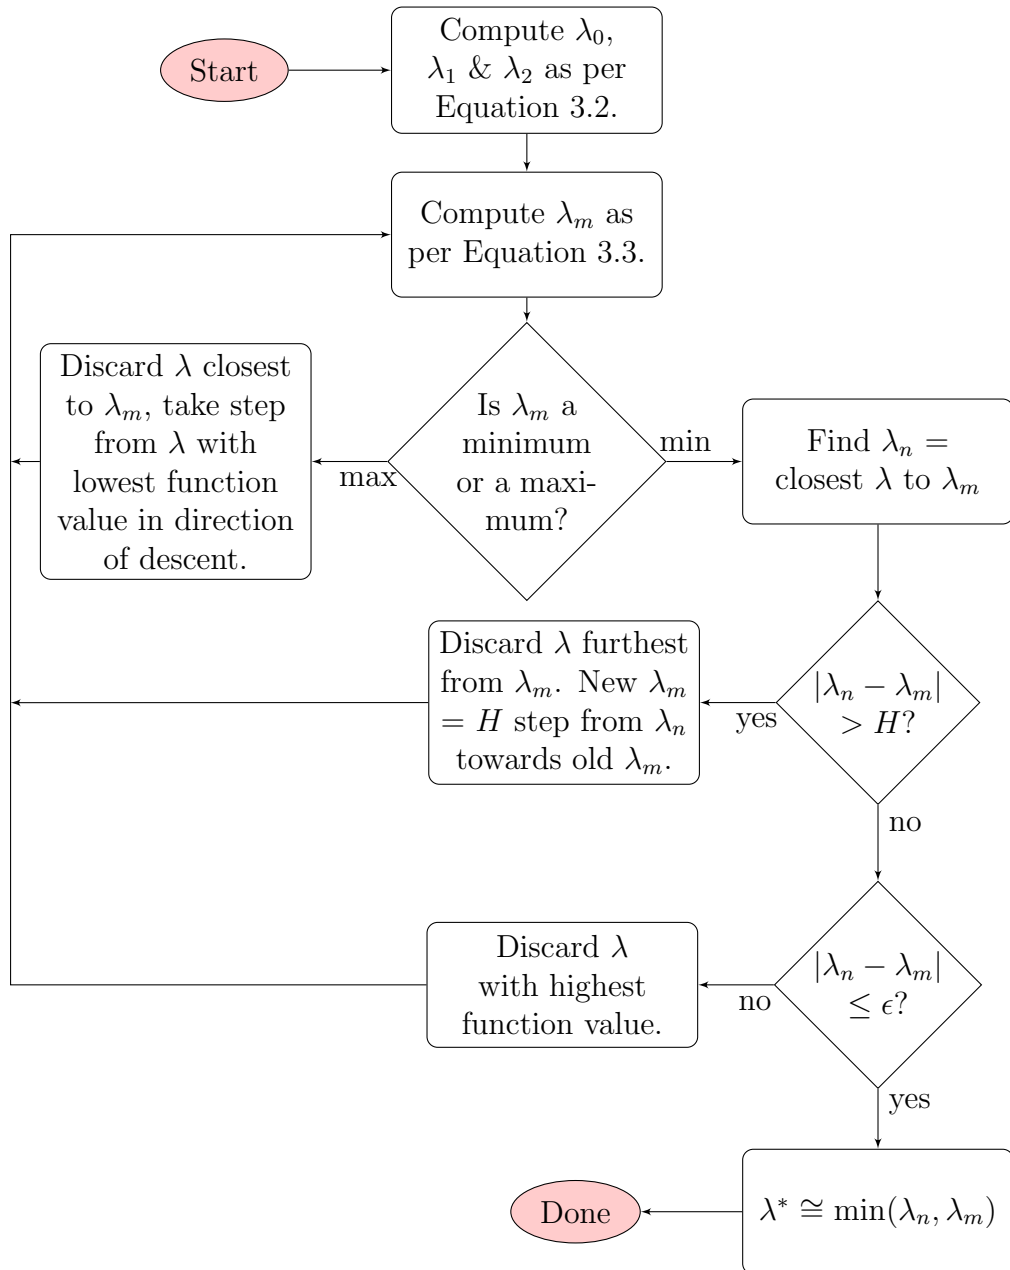 Start
Compute λ₀,
λ₁ & λ₂ as per
Equation 3.2.
Compute λₘ as
per Equation 3.3.
Discard λ closest
to λₘ, take step
from λ with
lowest function
value in direction
of descent.
max
Is λₘ a
minimum
or a maxi-
mum?
min
Find λₙ =
closest λ to λₘ
Discard λ furthest
from λₘ. New λₘ
= H step from λₙ
towards old λₘ.
yes
|λₙ − λₘ|
> H?
no
Discard λ
with highest
function value.
no
|λₙ − λₘ|
≤ ϵ?
yes
Done
λ* ≅ min(λₙ, λₘ)